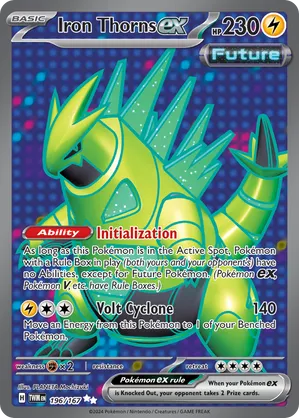 BASIC
Iron Thorns ex HP 230
Future
Ability Initialization
As long as this Pokémon is in the Active Spot, Pokémon
with a Rule Box in play (both yours and your opponent's) have
no Abilities, except for Future Pokémon. (Pokémon ex,
Pokémon V, etc. have Rule Boxes.)
Volt Cyclone 140
Move an Energy from this Pokémon to 1 of your Benched
Pokémon.
weakness ×2 resistance retreat
Illus. PLANETA Mochizuki
Pokémon ex rule When your Pokémon ex
is Knocked Out, your opponent takes 2 Prize cards.
H TWM EN 196/167
©2024 Pokémon / Nintendo / Creatures / GAME FREAK